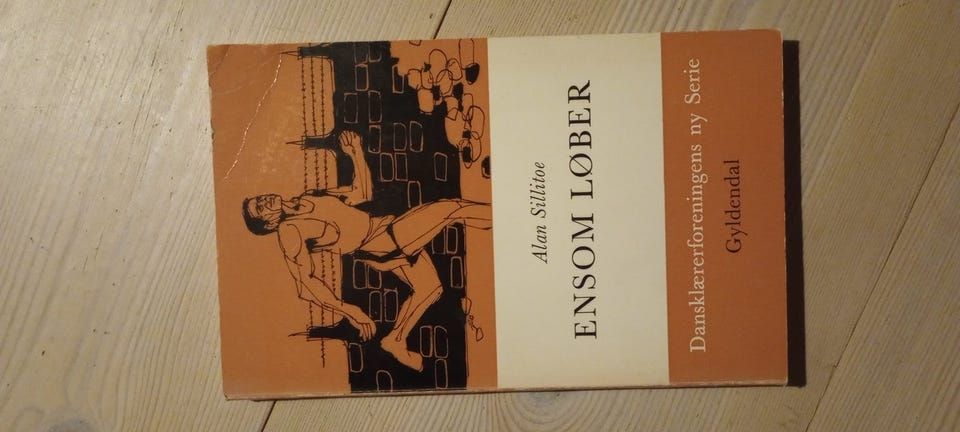 Alan Sillitoe
ENSOM LØBER
Dansklærerforeningens ny Serie
Gyldendal